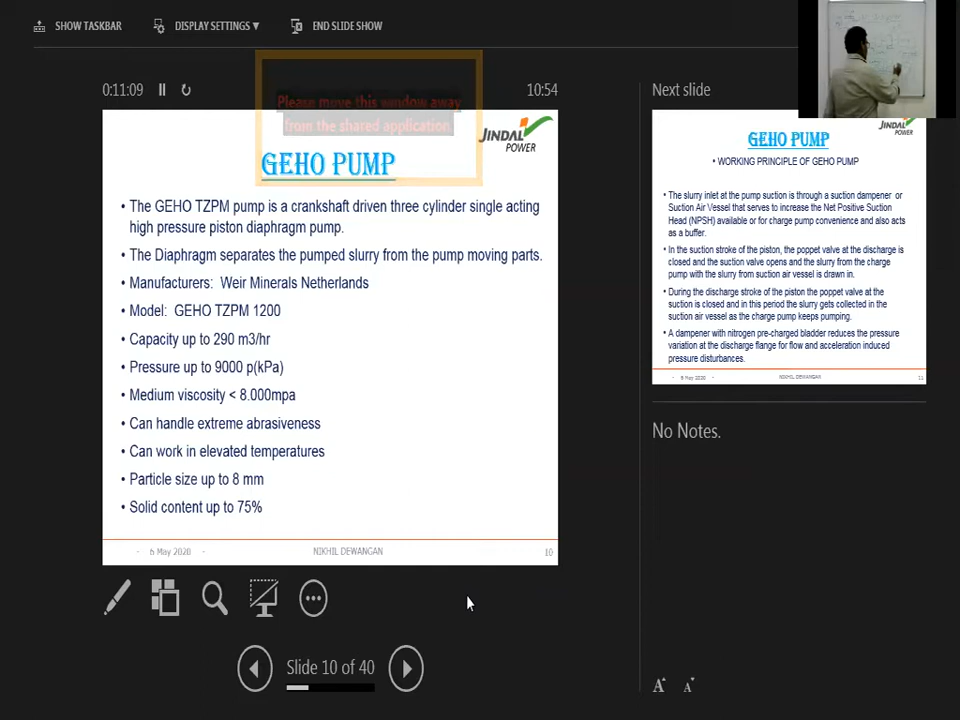 SHOW TASKBAR
DISPLAY SETTINGS ▼
END SLIDE SHOW
0:11:09
10:54
Please move this window away
from the shared application.
JINDAL
POWER
GEHO PUMP
• The GEHO TZPM pump is a crankshaft driven three cylinder single acting
high pressure piston diaphragm pump.
• The Diaphragm separates the pumped slurry from the pump moving parts.
• Manufacturers: Weir Minerals Netherlands
• Model: GEHO TZPM 1200
• Capacity up to 290 m3/hr
• Pressure up to 9000 p(kPa)
• Medium viscosity < 8.000mpa
• Can handle extreme abrasiveness
• Can work in elevated temperatures
• Particle size up to 8 mm
• Solid content up to 75%
- 6 May 2020 -
NIKHIL DEWANGAN
10
Slide 10 of 40
Next slide
JINDAL
POWER
GEHO PUMP
• WORKING PRINCIPLE OF GEHO PUMP
• The slurry inlet at the pump suction is through a suction dampener or
Suction Air Vessel that serves to increase the Net Positive Suction
Head (NPSH) available or for charge pump convenience and also acts
as a buffer.
• In the suction stroke of the piston, the poppet valve at the discharge is
closed and the suction valve opens and the slurry from the charge
pump with the slurry from suction air vessel is drawn in.
• During the discharge stroke of the piston the poppet valve at the
suction is closed and in this period the slurry gets collected in the
suction air vessel as the charge pump keeps pumping.
• A dampener with nitrogen pre-charged bladder reduces the pressure
variation at the discharge flange for flow and acceleration induced
pressure disturbances.
- 6 May 2020 -
NIKHIL DEWANGAN
11
No Notes.
A A